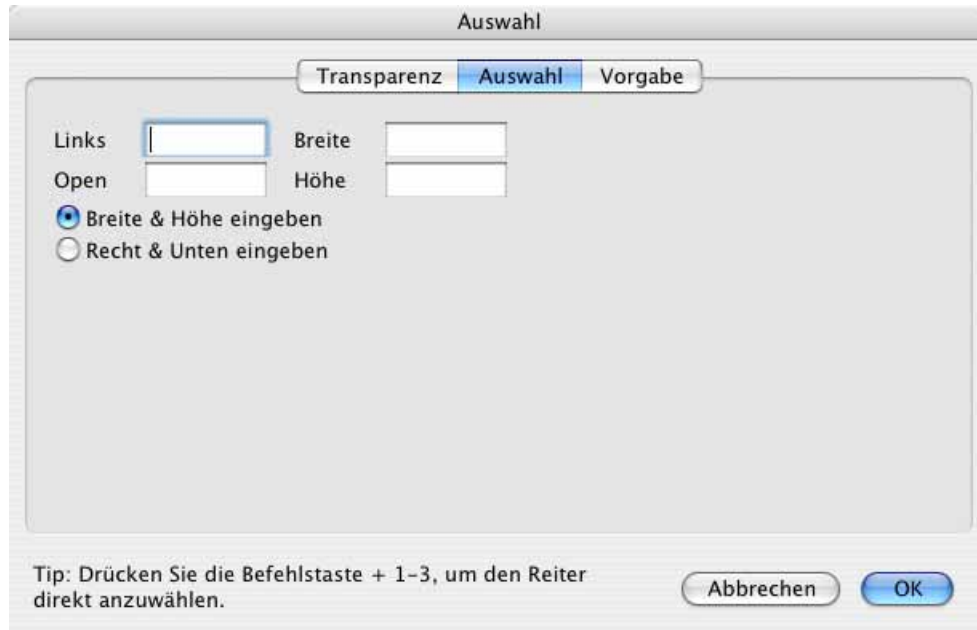 Auswahl
Transparenz Auswahl Vorgabe
Links Breite
Open Höhe
Breite & Höhe eingeben
Recht & Unten eingeben
Tip: Drücken Sie die Befehlstaste + 1-3, um den Reiter
direkt anzuwählen.
Abbrechen OK